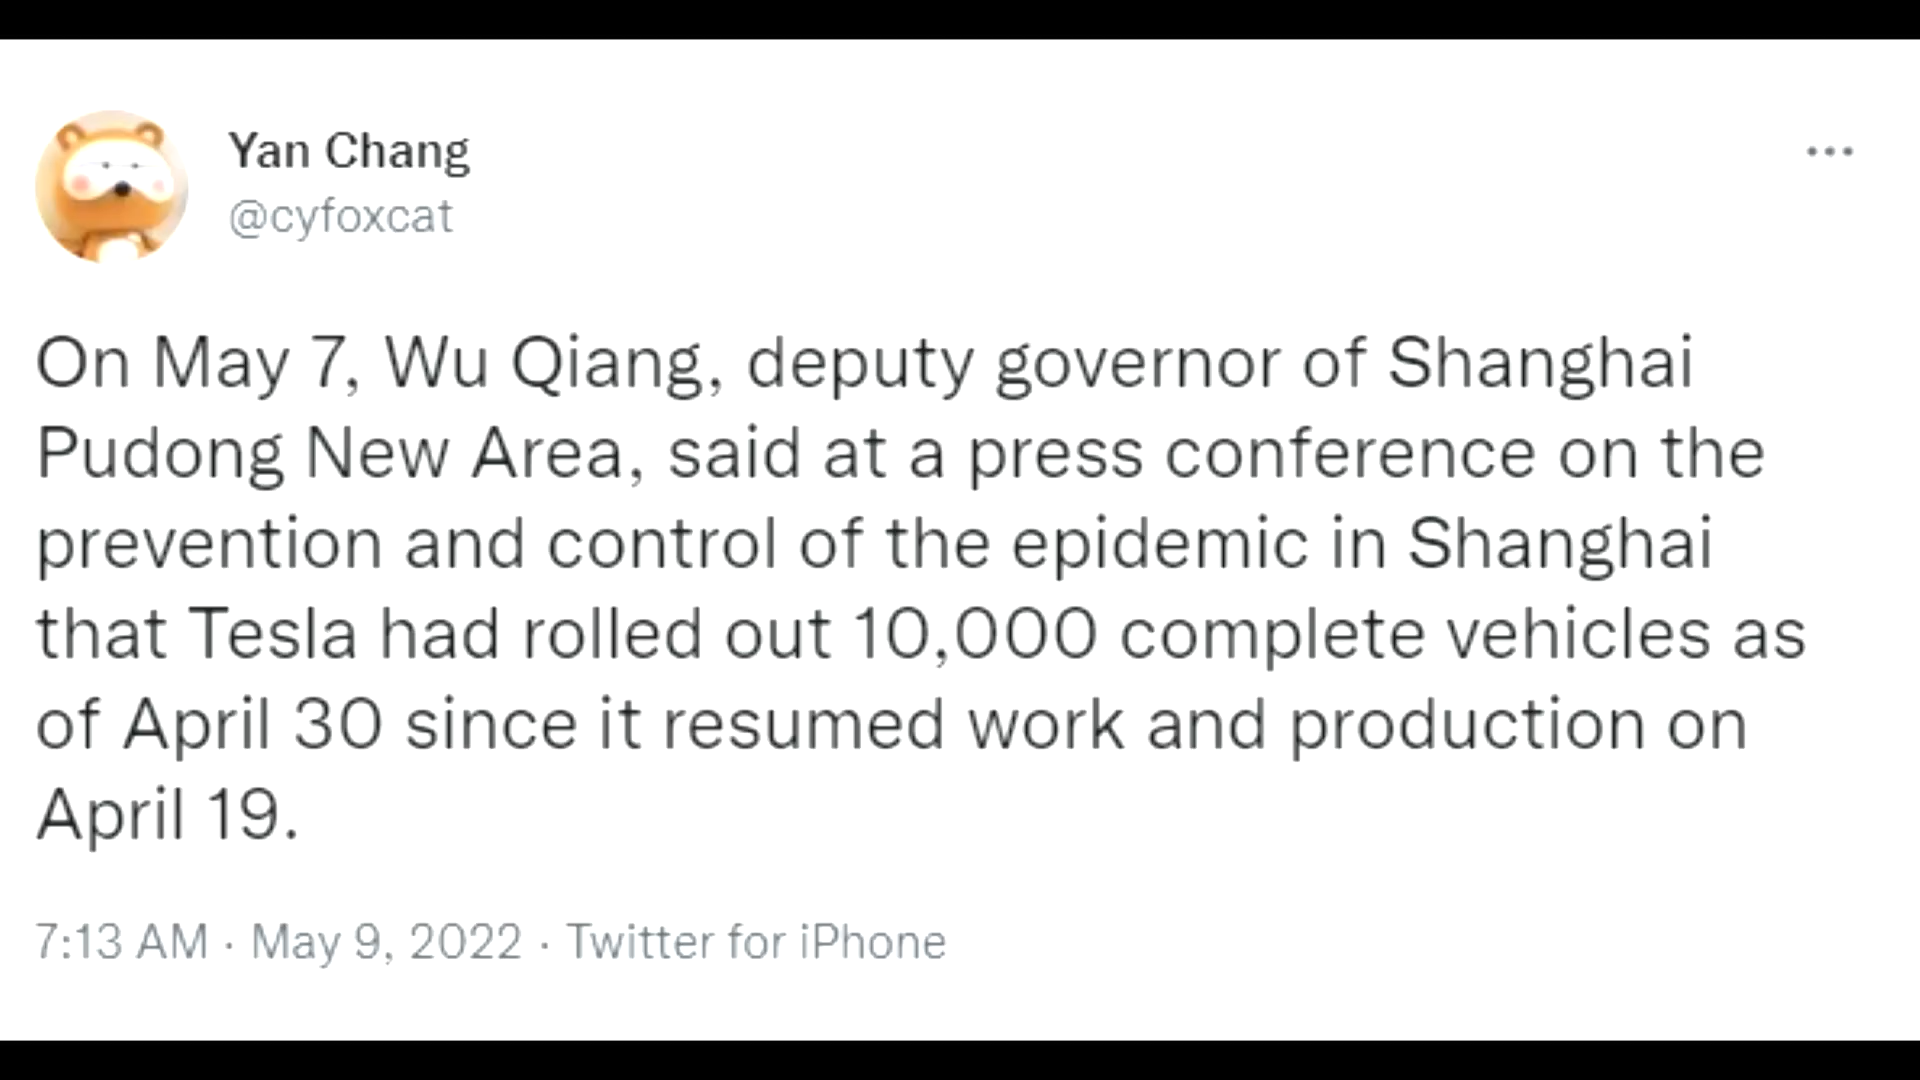 Yan Chang
@cyfoxcat
On May 7, Wu Qiang, deputy governor of Shanghai
Pudong New Area, said at a press conference on the
prevention and control of the epidemic in Shanghai
that Tesla had rolled out 10,000 complete vehicles as
of April 30 since it resumed work and production on
April 19.
7:13 AM · May 9, 2022 · Twitter for iPhone